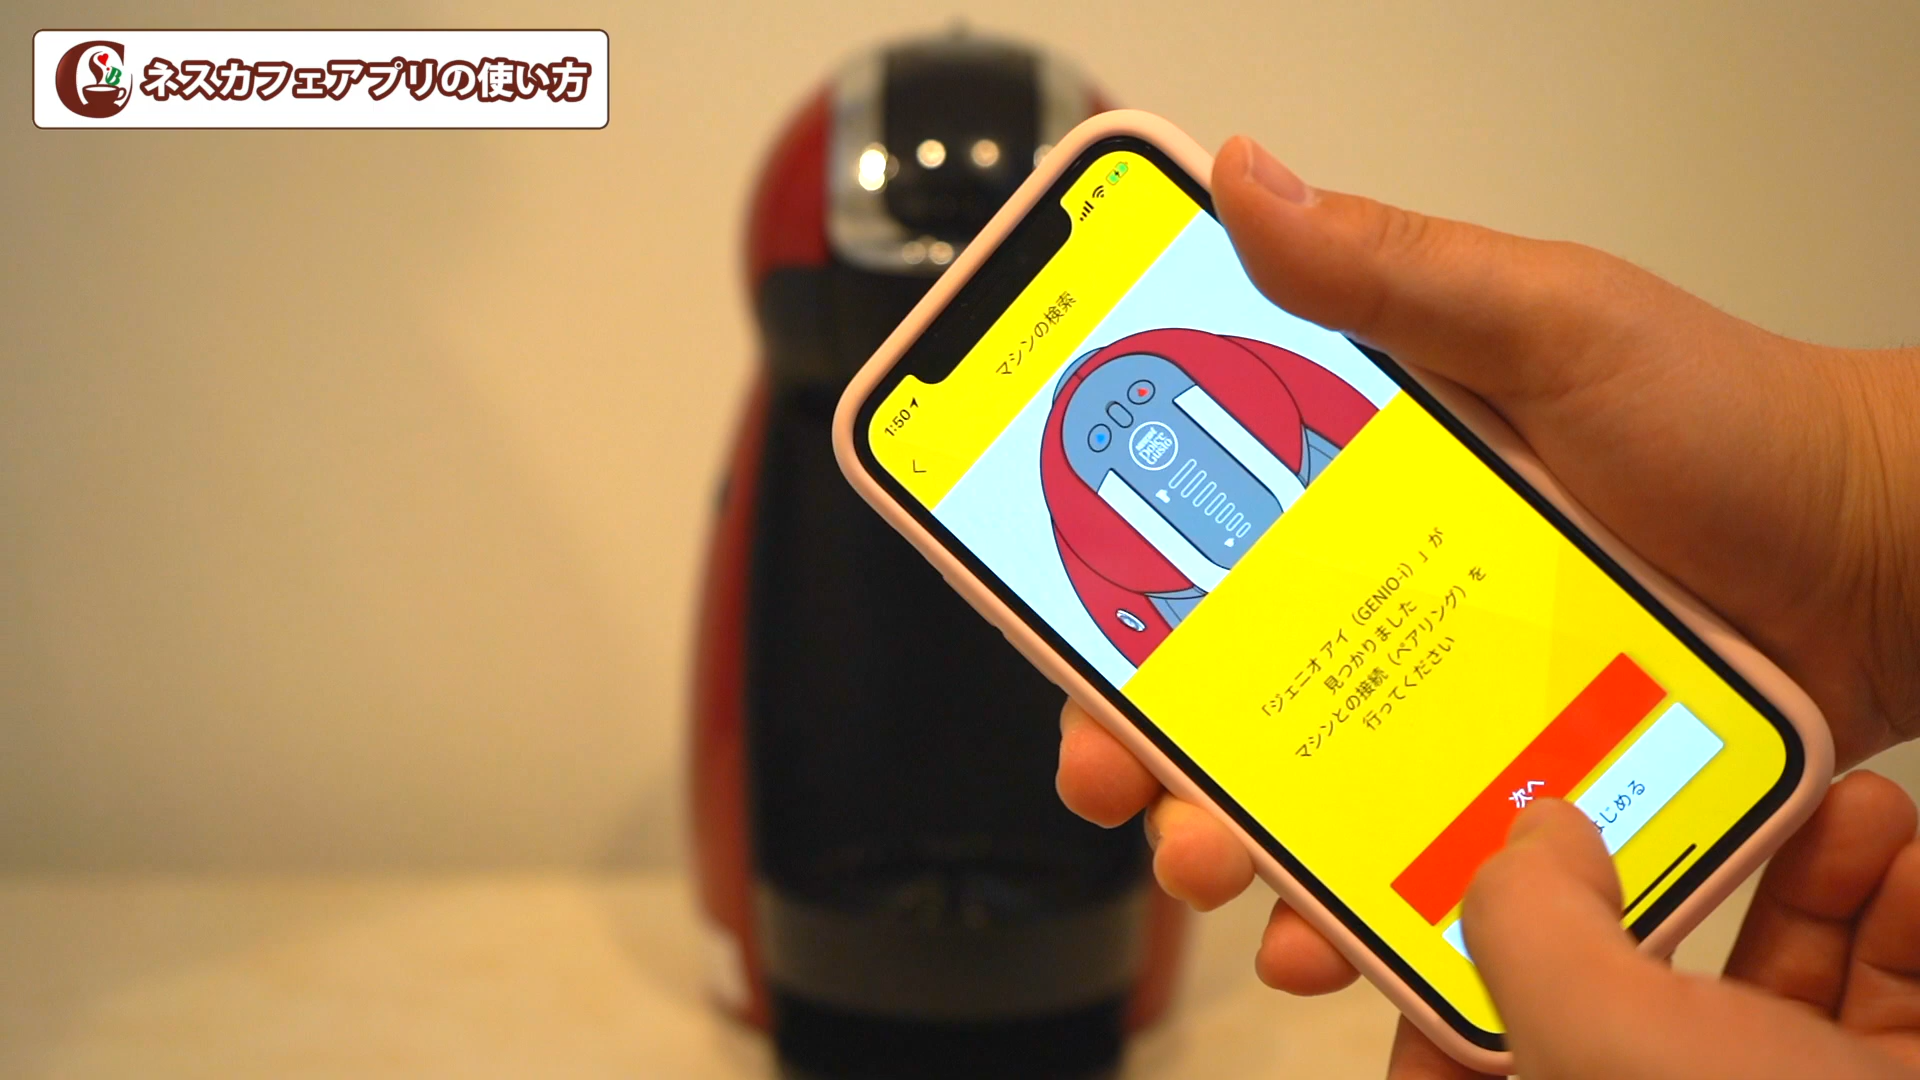 ネスカフェアプリの使い方
1:50
マシンの検索
NESCAFÉ
Dolce
Gusto
「ジェニオ アイ（GENIO-i）」が
見つかりました
マシンとの接続（ペアリング）を
行ってください
次へ
はじめる